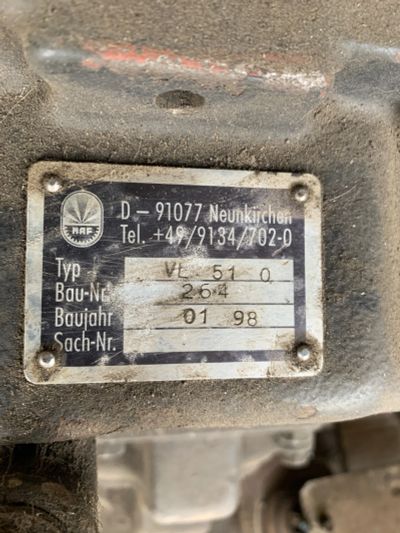 NAF
D – 91077 Neunkirchen
Tel. +49/9134/702-0
Typ VL 51 0
Bau-Nr. 264
Baujahr 01 98
Sach-Nr.